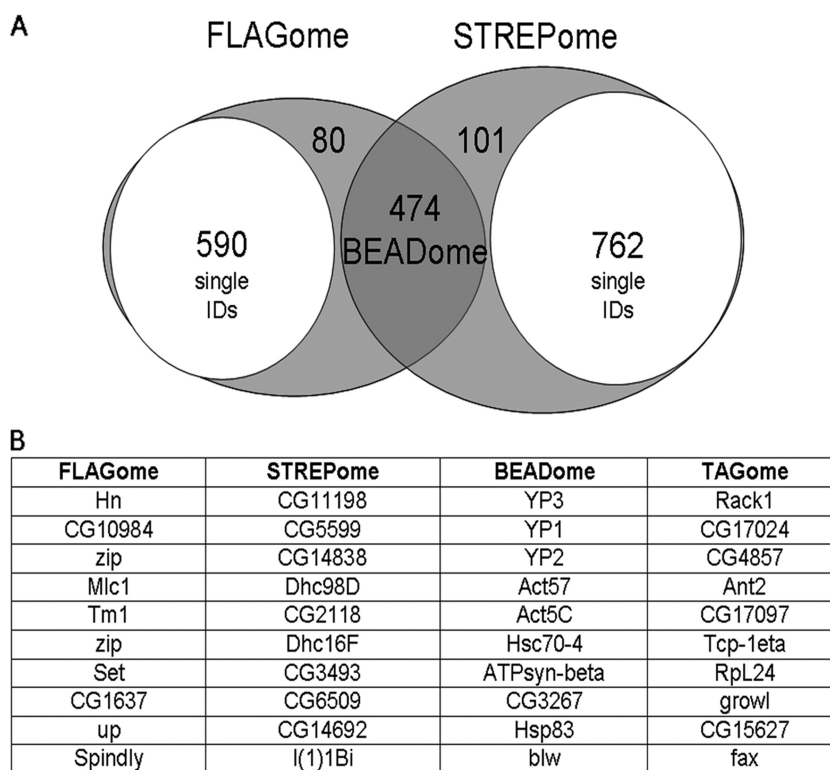 A
FLAGome STREPome
80 101
474
BEADome
590
single
IDs
762
single
IDs
B
FLAGome STREPome BEADome TAGome
Hn CG11198 YP3 Rack1
CG10984 CG5599 YP1 CG17024
zip CG14838 YP2 CG4857
Mlc1 Dhc98D Act57 Ant2
Tm1 CG2118 Act5C CG17097
zip Dhc16F Hsc70-4 Tcp-1eta
Set CG3493 ATPsyn-beta RpL24
CG1637 CG6509 CG3267 growl
up CG14692 Hsp83 CG15627
Spindly l(1)1Bi blw fax